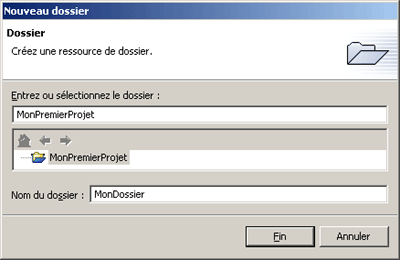 Nouveau dossier
Dossier
Créez une ressource de dossier.
Entrez ou sélectionnez le dossier :
MonPremierProjet
MonPremierProjet
Nom du dossier : MonDossier
Fin Annuler